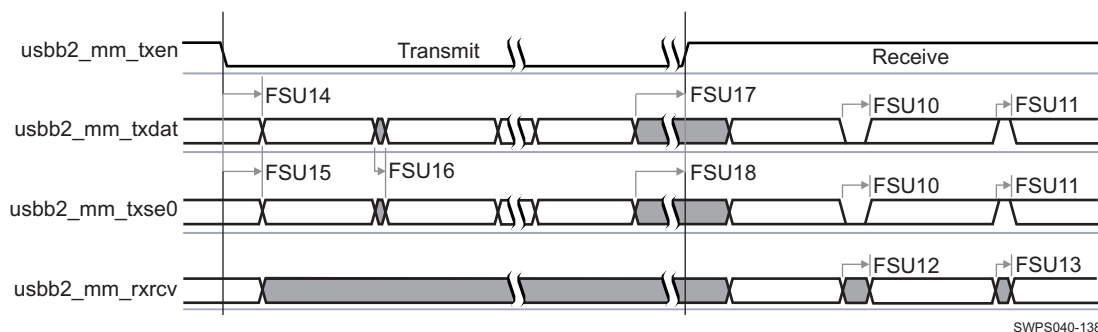 usbb2_mm_txen
Transmit
Receive
FSU14
FSU17
FSU10
FSU11
usbb2_mm_txdat
FSU15
FSU16
FSU18
FSU10
FSU11
usbb2_mm_txse0
FSU12
FSU13
usbb2_mm_rxrcv
SWPS040-138